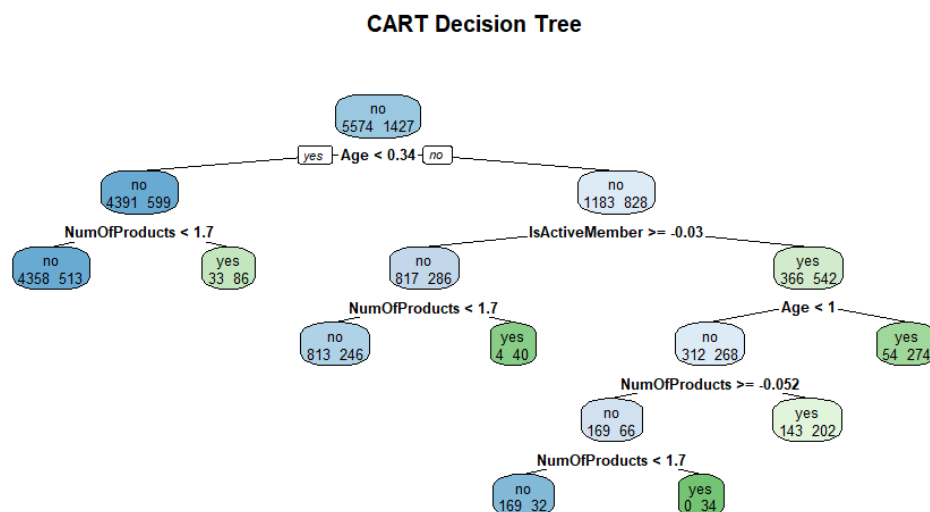 CART Decision Tree
no
5574 1427
yes Age < 0.34 no
no
4391 599
no
1183 828
NumOfProducts < 1.7
IsActiveMember >= -0.03
no
4358 513
yes
33 86
no
817 286
yes
366 542
NumOfProducts < 1.7
Age < 1
no
813 246
yes
4 40
no
312 268
yes
54 274
NumOfProducts >= -0.052
no
169 66
yes
143 202
NumOfProducts < 1.7
no
169 32
yes
0 34